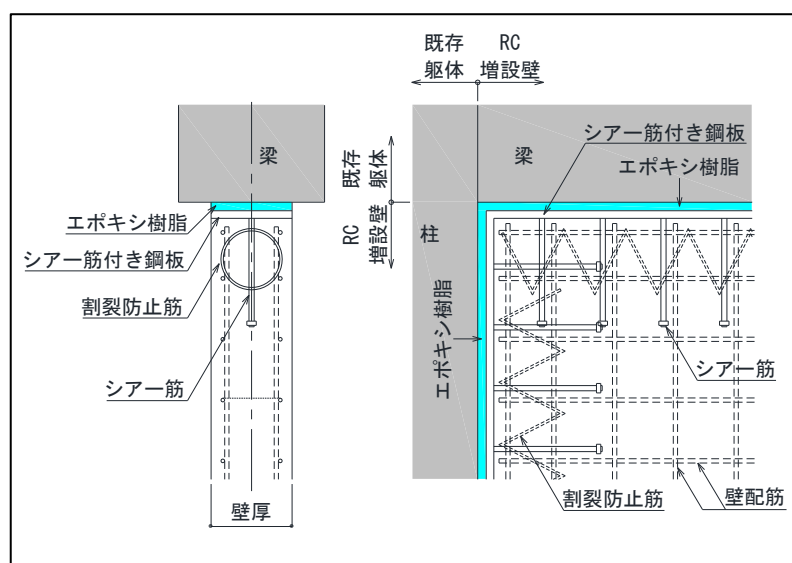 梁
既存
躯体
RC
増設壁
エポキシ樹脂
シアー筋付き鋼板
割裂防止筋
シアー筋
壁厚
既存
躯体
RC
増設壁
シアー筋付き鋼板
梁
エポキシ樹脂
柱
エポキシ樹脂
シアー筋
割裂防止筋
壁配筋